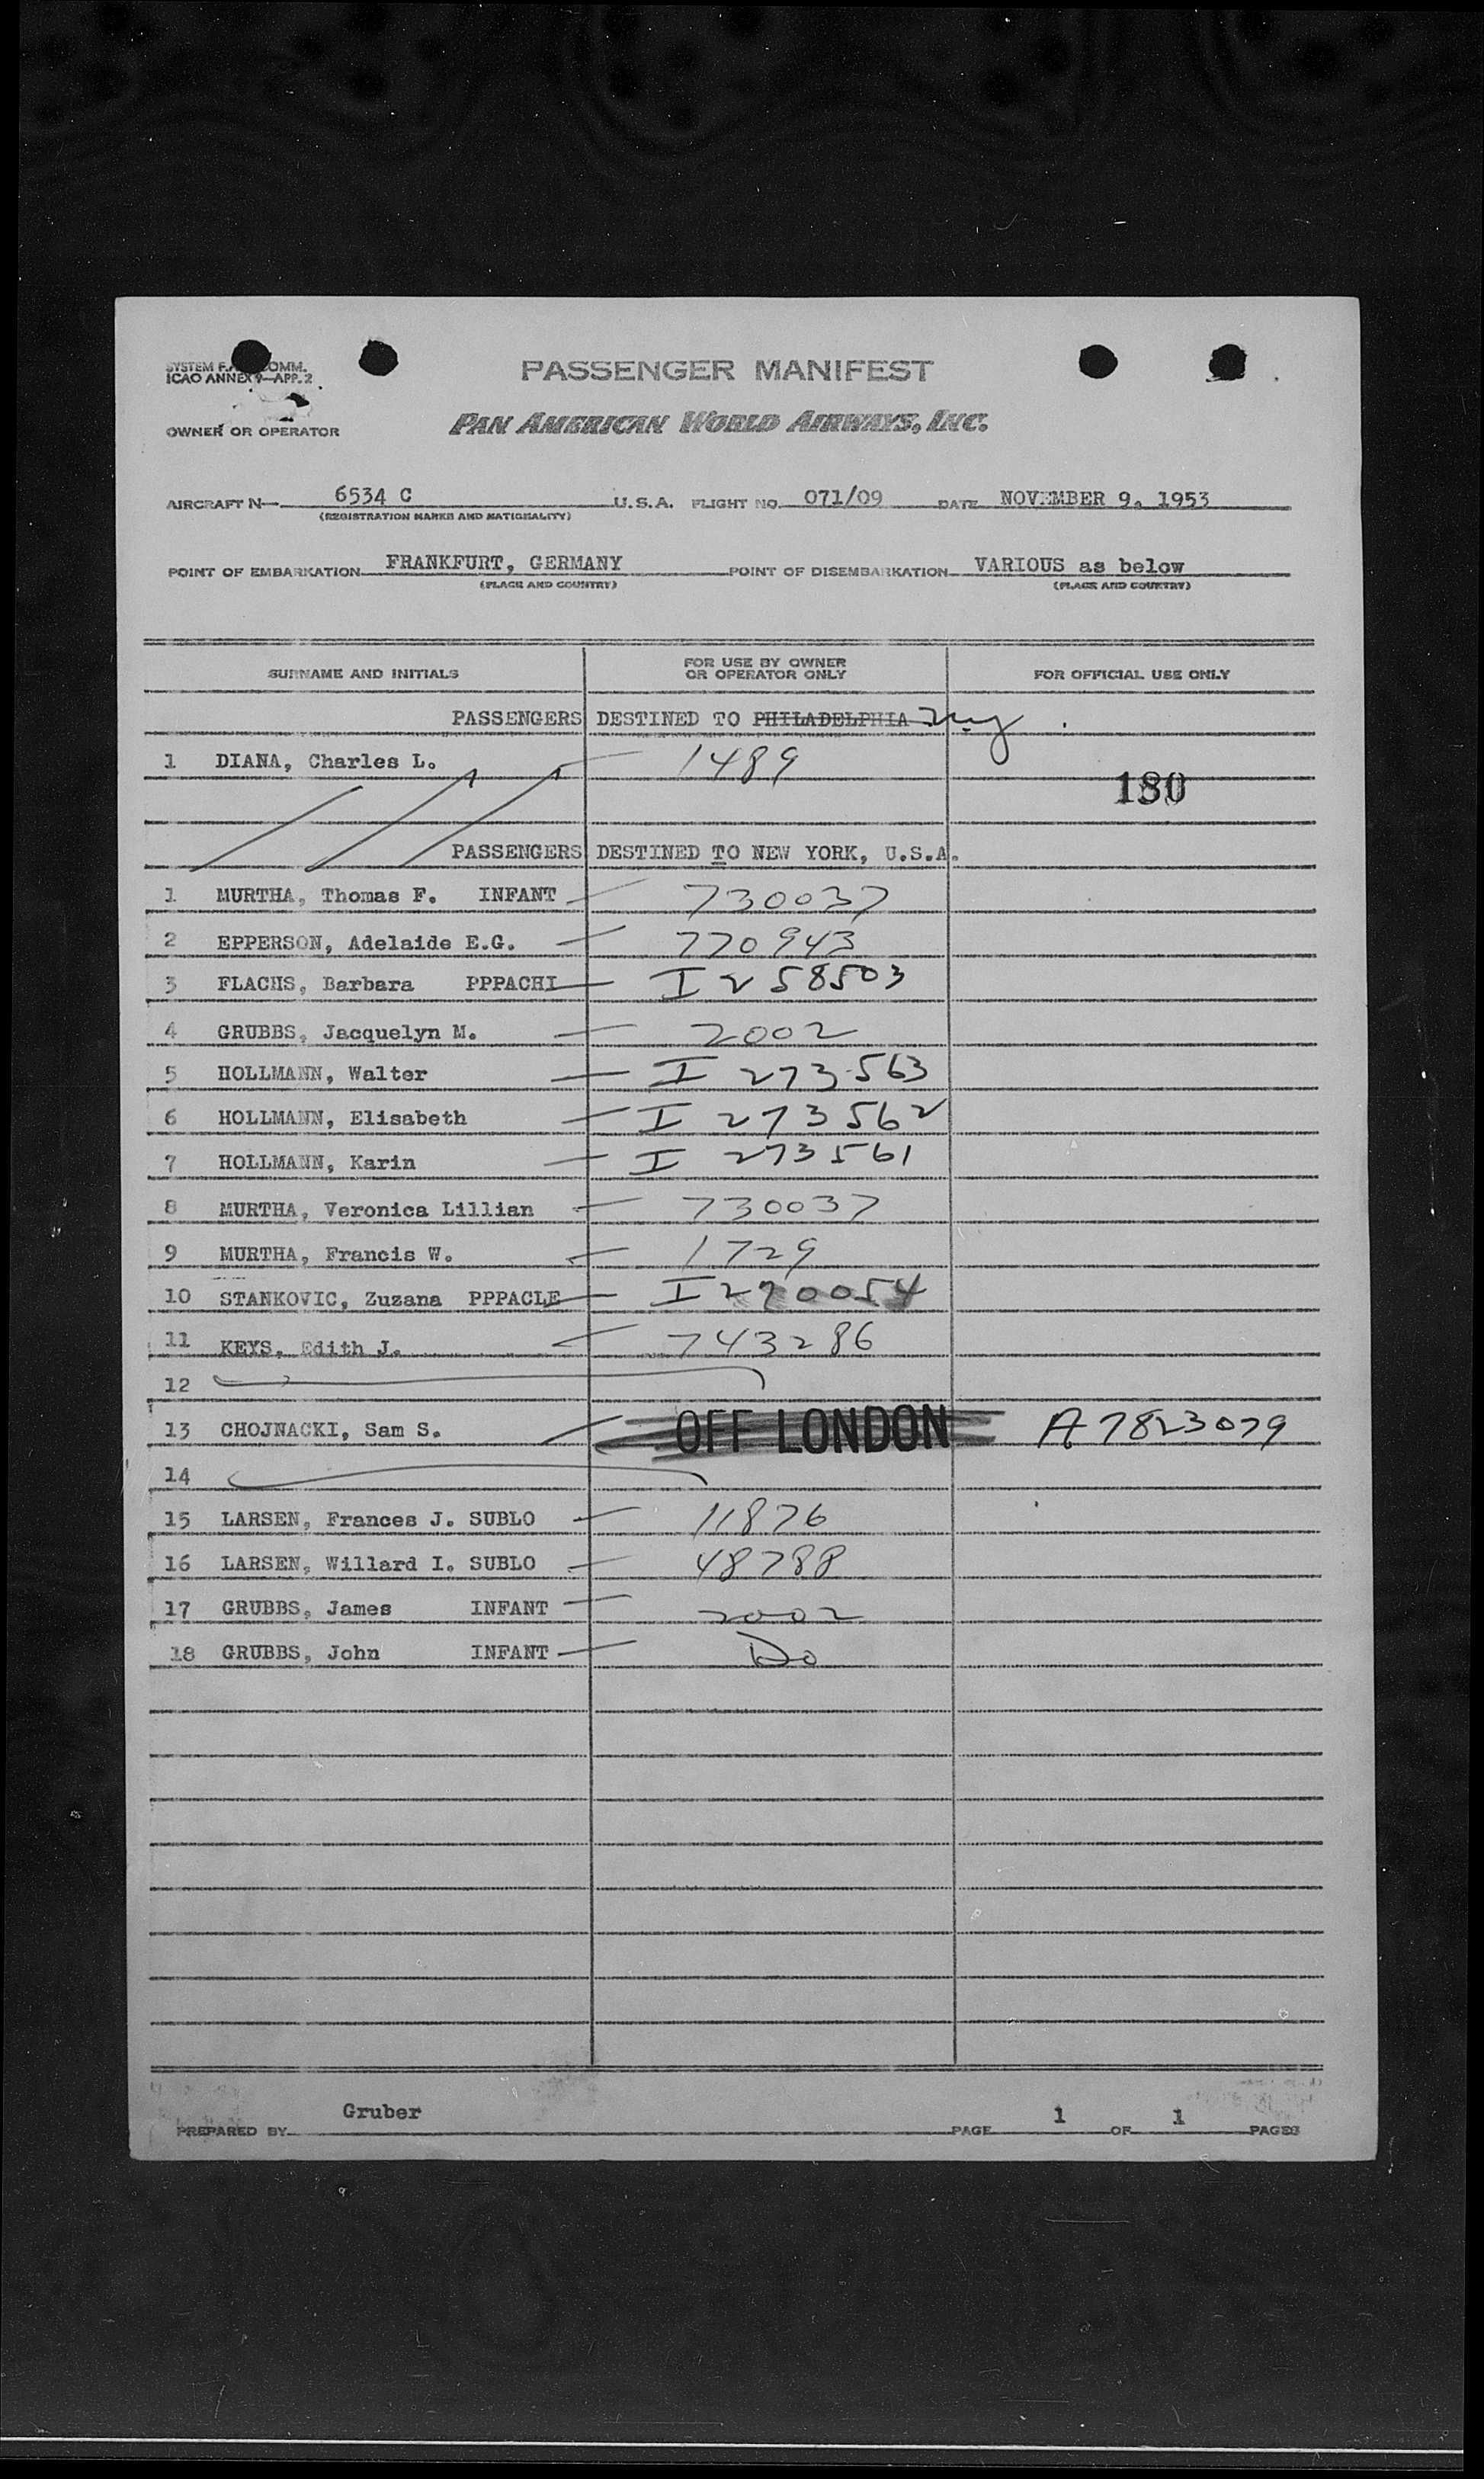 PASSENGER MANIFEST
ICAO ANNEX 9—APP. 2
PAN AMERICAN WORLD AIRWAYS, INC.
OWNER OR OPERATOR
AIRCRAFT N— 6534 C U.S.A. FLIGHT NO. 071/09 DATE NOVEMBER 9, 1953
(REGISTRATION MARKS AND NATIONALITY)
POINT OF EMBARKATION FRANKFURT, GERMANY POINT OF DISEMBARKATION VARIOUS as below
(PLACE AND COUNTRY) (PLACE AND COUNTRY)
SURNAME AND INITIALS FOR USE BY OWNER OR OPERATOR ONLY FOR OFFICIAL USE ONLY
PASSENGERS DESTINED TO PHILADELPHIA NY
1 DIANA, Charles L. 1489
180
PASSENGERS DESTINED TO NEW YORK, U.S.A.
1 MURTHA, Thomas F. INFANT 730037
2 EPPERSON, Adelaide E.G. 770943
3 FLACHS, Barbara PPPACHI I 258503
4 GRUBBS, Jacquelyn M. 2002
5 HOLLMANN, Walter I 273563
6 HOLLMANN, Elisabeth I 273562
7 HOLLMANN, Karin I 273561
8 MURTHA, Veronica Lillian 730037
9 MURTHA, Francis W. 1729
10 STANKOVIC, Zuzana PPPACLE I 270054
11 KEYS, Edith J. 743286
12
13 CHOJNACKI, Sam S. OFF LONDON A 7823079
14
15 LARSEN, Frances J. SUBLO 11876
16 LARSEN, Willard I. SUBLO 48788
17 GRUBBS, James INFANT 2002
18 GRUBBS, John INFANT Do
Gruber
PREPARED BY PAGE 1 OF 1 PAGES